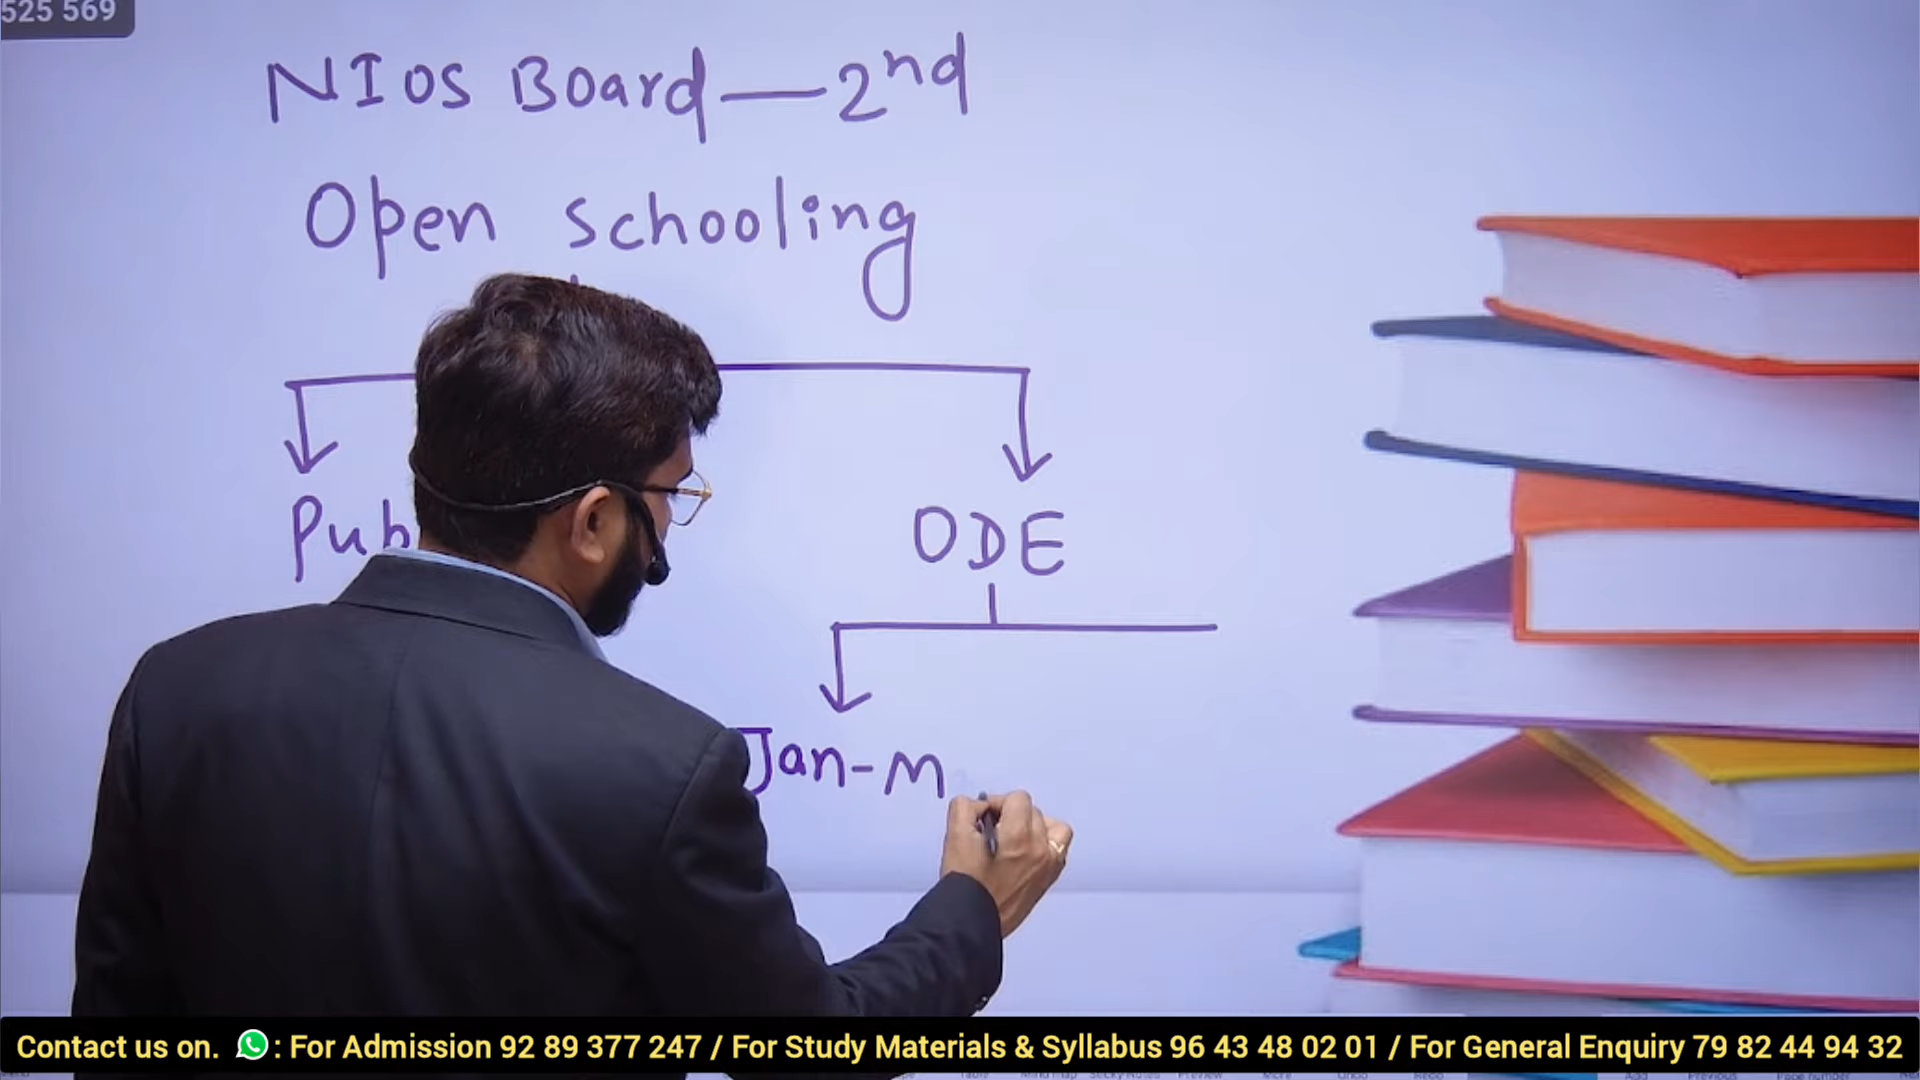 525 569
NIOS Board — 2nd
Open schooling
Pub
ODE
Jan-M
Contact us on. : For Admission 92 89 377 247 / For Study Materials & Syllabus 96 43 48 02 01 / For General Enquiry 79 82 44 94 32